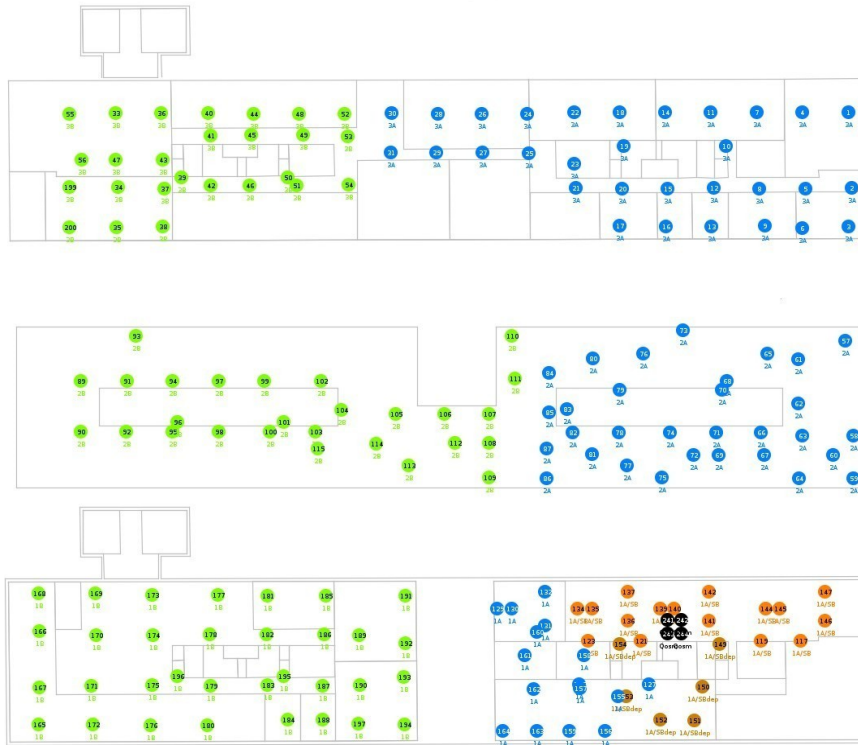 55 33 36 40 44 48 52 30 28 26 24 22 18 14 11 7 4 1
3B 3B 3B 3B 3B 3B 3B 3A 3A 3A 3A 3A 3A 3A 3A 3A 3A 3A
41 45 49 53
3B 3B 3B 3B
56 47 43 31 29 27 25 23 19 10
3B 3B 3B 3A 3A 3A 3A 3A 3A 3A
199 34 37 39 42 46 50 51 54 21 20 15 12 8 5 2
3B 3B 3B 3B 3B 3B 3B 3B 3A 3A 3A 3A 3A 3A 3A
200 35 38 17 16 13 9 6 3
3B 3B 3B 3A 3A 3A 3A 3A 3A
93 110 73 57
2B 2B 2A 2A
80 76 65 61
2A 2A 2A 2A
89 91 94 97 99 102 111 84 79 70 68
2B 2B 2B 2B 2B 2B 2B 2A 2A 2A
104 105 106 107 85 83 62
2B 2B 2B 2B 2A 2A 2A
90 92 95 96 98 100 101 103 82 78 74 71 66 63 58
2B 2B 2B 2B 2B 2B 2B 2A 2A 2A 2A 2A 2A 2A
115 114 112 108 87 81 72 69 67 60
2B 2B 2B 2B 2A 2A 2A 2A 2A 2A
113 109 86 77 75 64 59
2B 2B 2A 2A 2A 2A 2A
168 169 173 177 181 185 191 132 137 142 147
1B 1B 1B 1B 1B 1B 1B 1A 1A/SB 1A/SB 1A/SB
129 130 134 135 139 140 144 145
1A 1A 1A/SB 1A/SB
166 170 174 178 182 186 189 192 160 131 136 241 242 141 146
1B 1B 1B 1B 1B 1B 1B 1B 1A 1A 1A/SB 1A/SB 1A/SB
123 154 121 149 119 117
1A/SB 1A/SBdep 1A/SB 1A/SBdep 1A/SB 1A/SB
161
1A 1A
167 171 175 196 179 183 195 187 190 193 162 157 127 150
1B 1B 1B 1B 1B 1B 1B 1B 1B 1B 1A 1A 1A 1A/SBdep
165 172 176 180 184 188 197 194 164 163 156 152 151
1B 1B 1B 1B 1B 1B 1B 1B 1A 1A 1A 1A 1A/SBdep 1A/SBdep